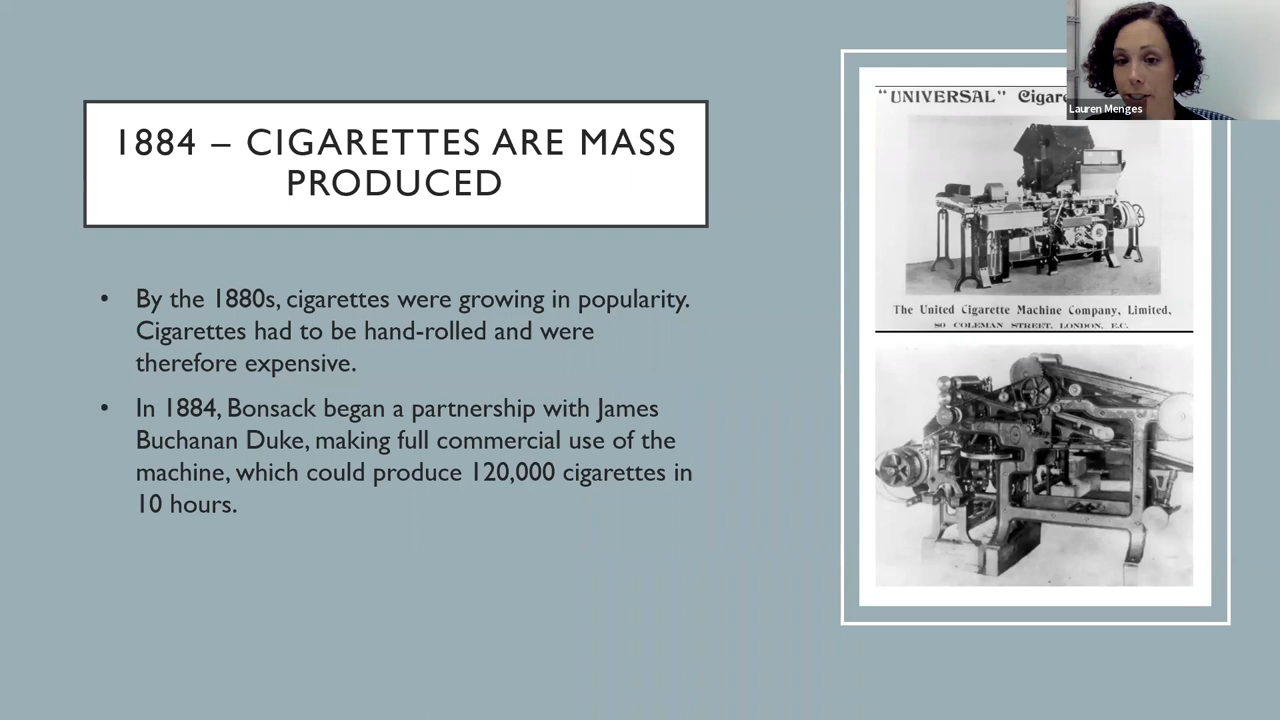 1884 – CIGARETTES ARE MASS
PRODUCED
• By the 1880s, cigarettes were growing in popularity.
Cigarettes had to be hand-rolled and were
therefore expensive.
• In 1884, Bonsack began a partnership with James
Buchanan Duke, making full commercial use of the
machine, which could produce 120,000 cigarettes in
10 hours.
Lauren Menges
"UNIVERSAL" Cigar
The United Cigarette Machine Company, Limited,
80 COLEMAN STREET, LONDON, E.C.